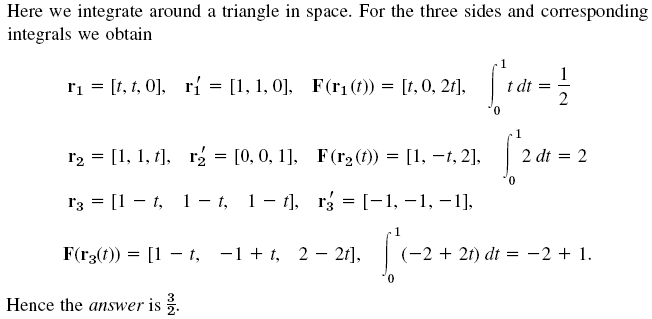 Here we integrate around a triangle in space. For the three sides and corresponding
integrals we obtain
r₁ = [t, t, 0], r₁′ = [1, 1, 0], F(r₁(t)) = [t, 0, 2t], ∫₀¹ t dt = 1/2
r₂ = [1, 1, t], r₂′ = [0, 0, 1], F(r₂(t)) = [1, −t, 2], ∫₀¹ 2 dt = 2
r₃ = [1 − t, 1 − t, 1 − t], r₃′ = [−1, −1, −1],
F(r₃(t)) = [1 − t, −1 + t, 2 − 2t], ∫₀¹ (−2 + 2t) dt = −2 + 1.
Hence the answer is 3/2.